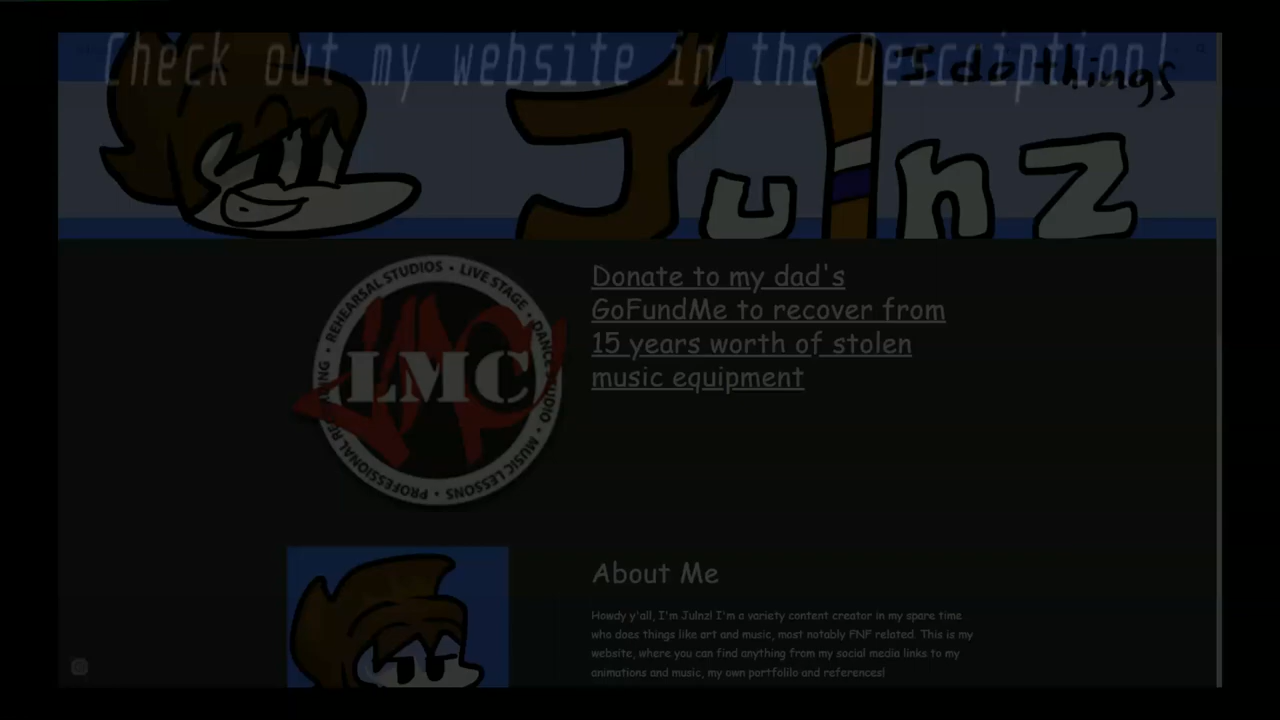 Check out my website in the Description!
I do things
Julnz
REHEARSAL STUDIOS • LIVE STAGE • DANCE STUDIO • MUSIC LESSONS • PROFESSIONAL RECORDING •
LMC
Donate to my dad's
GoFundMe to recover from
15 years worth of stolen
music equipment
About Me
Howdy y'all, I'm Julnz! I'm a variety content creator in my spare time
who does things like art and music, most notably FNF related. This is my
website, where you can find anything from my social media links to my
animations and music, my own portfolilo and references!